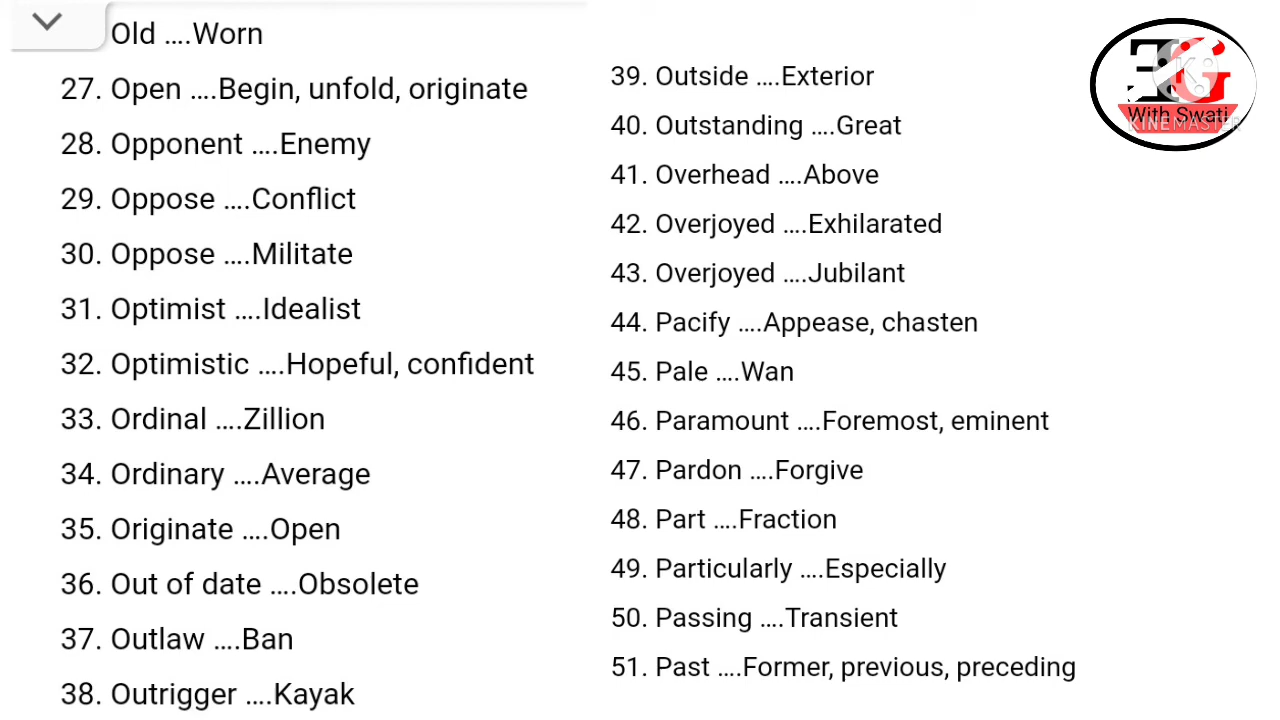 Old ....Worn
27. Open ....Begin, unfold, originate
28. Opponent ....Enemy
29. Oppose ....Conflict
30. Oppose ....Militate
31. Optimist ....Idealist
32. Optimistic ....Hopeful, confident
33. Ordinal ....Zillion
34. Ordinary ....Average
35. Originate ....Open
36. Out of date ....Obsolete
37. Outlaw ....Ban
38. Outrigger ....Kayak
39. Outside ....Exterior
40. Outstanding ....Great
41. Overhead ....Above
42. Overjoyed ....Exhilarated
43. Overjoyed ....Jubilant
44. Pacify ....Appease, chasten
45. Pale ....Wan
46. Paramount ....Foremost, eminent
47. Pardon ....Forgive
48. Part ....Fraction
49. Particularly ....Especially
50. Passing ....Transient
51. Past ....Former, previous, preceding
With Swati
KINEMASTER